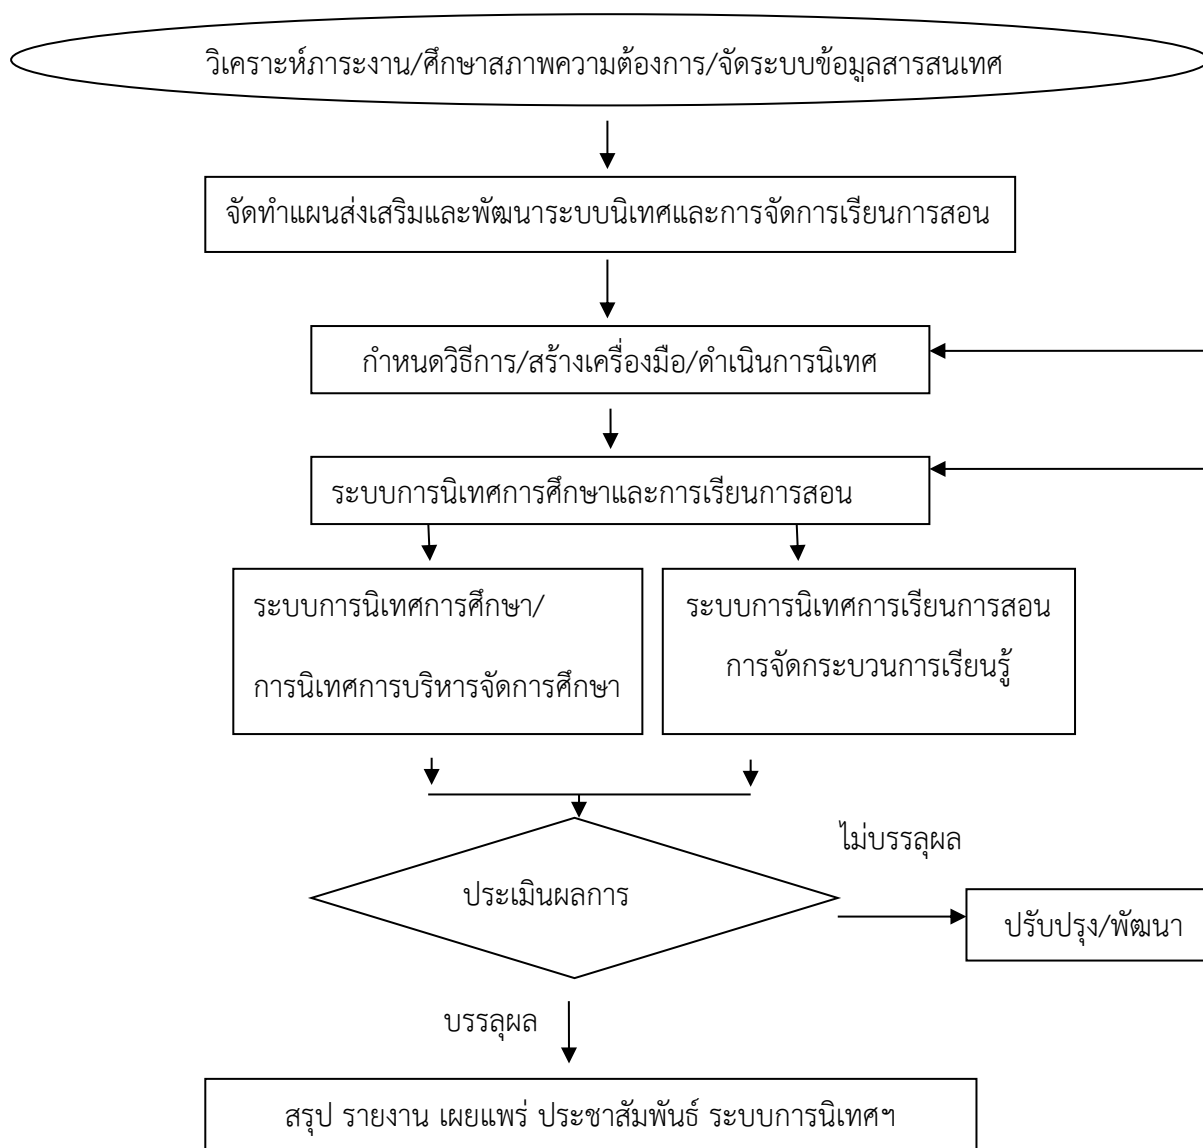 วิเคราะห์ภาระงาน/ศึกษาสภาพความต้องการ/จัดระบบข้อมูลสารสนเทศ
จัดทำแผนส่งเสริมและพัฒนาระบบนิเทศและการจัดการเรียนการสอน
กำหนดวิธีการ/สร้างเครื่องมือ/ดำเนินการนิเทศ
ระบบการนิเทศการศึกษาและการเรียนการสอน
ระบบการนิเทศการศึกษา/
การนิเทศการบริหารจัดการศึกษา
ระบบการนิเทศการเรียนการสอน
การจัดกระบวนการเรียนรู้
ไม่บรรลุผล
ประเมินผลการ
ปรับปรุง/พัฒนา
บรรลุผล
สรุป รายงาน เผยแพร่ ประชาสัมพันธ์ ระบบการนิเทศฯ